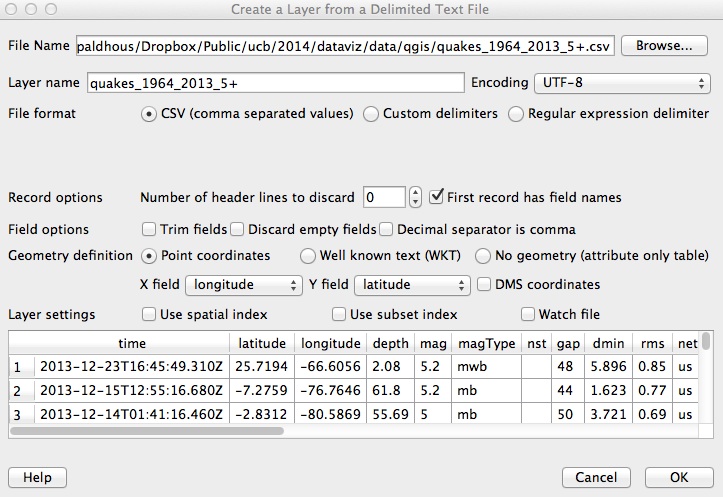 Create a Layer from a Delimited Text File
File Name paldhous/Dropbox/Public/ucb/2014/dataviz/data/qgis/quakes_1964_2013_5+.csv Browse...
Layer name quakes_1964_2013_5+ Encoding UTF-8
File format CSV (comma separated values) Custom delimiters Regular expression delimiter
Record options Number of header lines to discard 0 First record has field names
Field options Trim fields Discard empty fields Decimal separator is comma
Geometry definition Point coordinates Well known text (WKT) No geometry (attribute only table)
X field longitude Y field latitude DMS coordinates
Layer settings Use spatial index Use subset index Watch file
time latitude longitude depth mag magType nst gap dmin rms net
1 2013-12-23T16:45:49.310Z 25.7194 -66.6056 2.08 5.2 mwb 48 5.896 0.85 us
2 2013-12-15T12:55:16.680Z -7.2759 -76.7646 61.8 5.2 mb 44 1.623 0.77 us
3 2013-12-14T01:41:16.460Z -2.8312 -80.5869 55.69 5 mb 50 3.721 0.69 us
Help Cancel OK